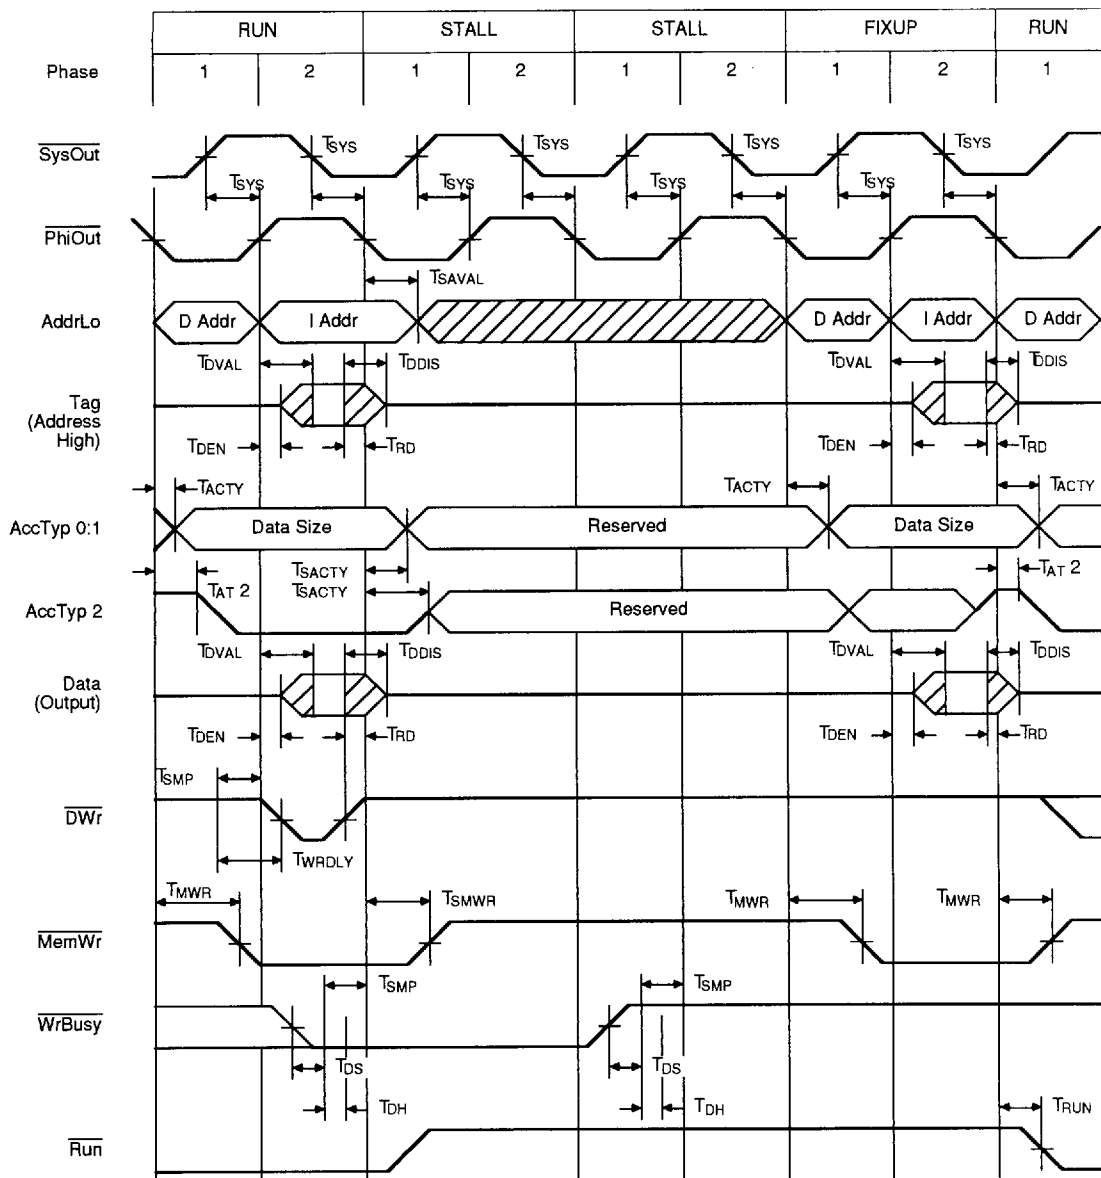 RUN STALL STALL FIXUP RUN
Phase 1 2 1 2 1 2 1 2 1
SysOut TSYS TSYS TSYS TSYS
TSYS TSYS TSYS TSYS
PhiOut
TSAVAL
AddrLo D Addr I Addr D Addr I Addr D Addr
TDVAL TDDIS TDVAL TDDIS
Tag
(Address
High)
TDEN TRD TDEN TRD
TACTY TACTY TACTY
AccTyp 0:1 Data Size Reserved Data Size
TSACTY
TAT 2 TSACTY TAT 2
AccTyp 2 Reserved
TDVAL TDDIS TDVAL TDDIS
Data
(Output)
TDEN TRD TDEN TRD
TSMP
DWr
TWRDLY
TMWR TSMWR TMWR TMWR
MemWr
TSMP TSMP
WrBusy
TDS TDS
TDH TDH TRUN
Run